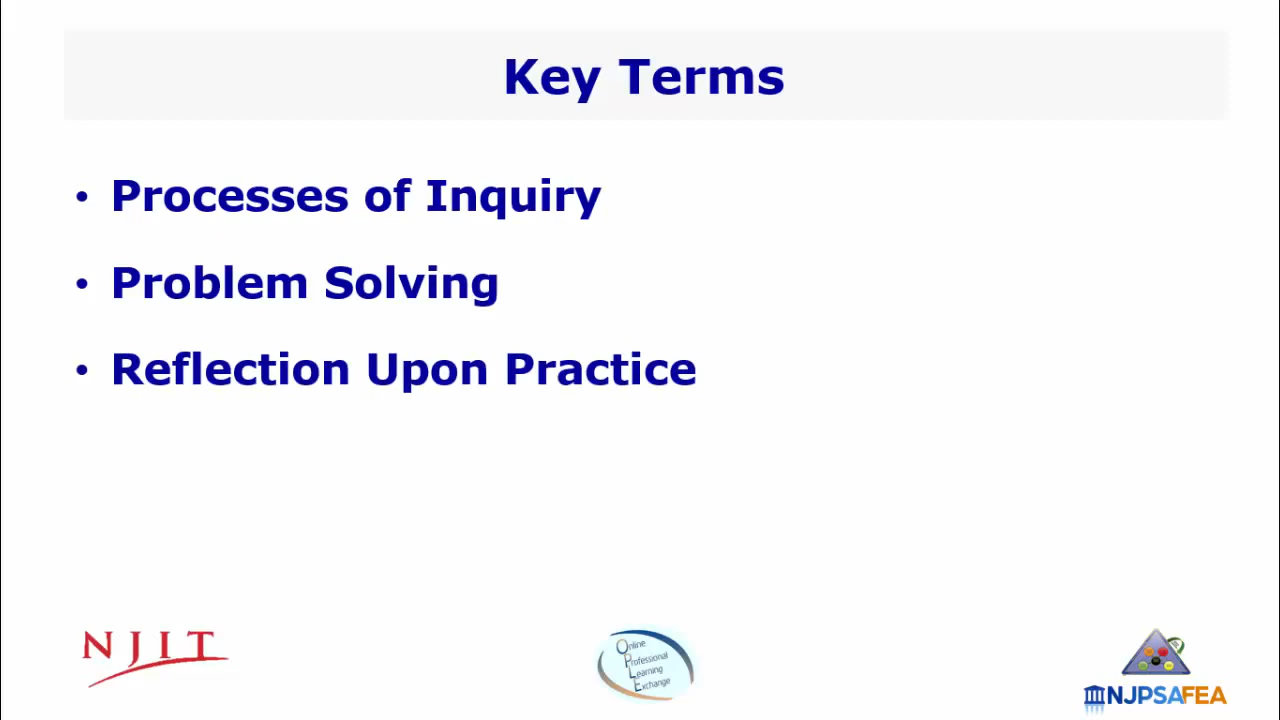 Key Terms
• Processes of Inquiry
• Problem Solving
• Reflection Upon Practice
NJIT
Online
Professional
Learning
Exchange
NJPSAFEA